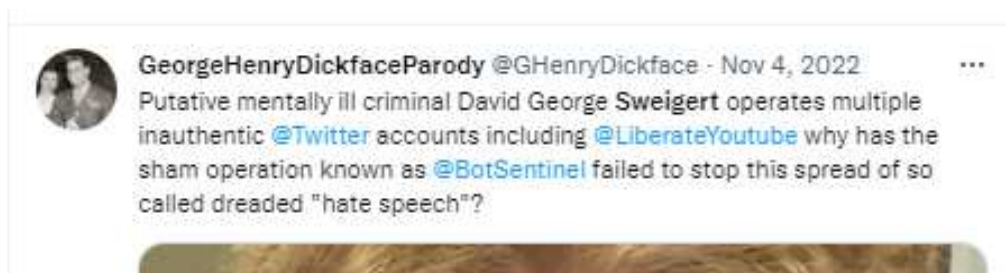 GeorgeHenryDickfaceParody @GHenryDickface · Nov 4, 2022 ...
Putative mentally ill criminal David George Sweigert operates multiple
inauthentic @Twitter accounts including @LiberateYoutube why has the
sham operation known as @BotSentinel failed to stop this spread of so
called dreaded "hate speech"?